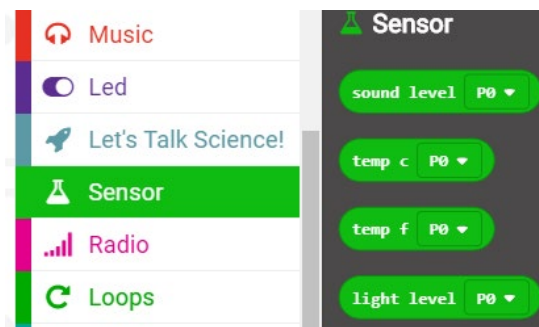 Music
Led
Let's Talk Science!
Sensor
Radio
Loops
Sensor
sound level P0
temp c P0
temp f P0
light level P0